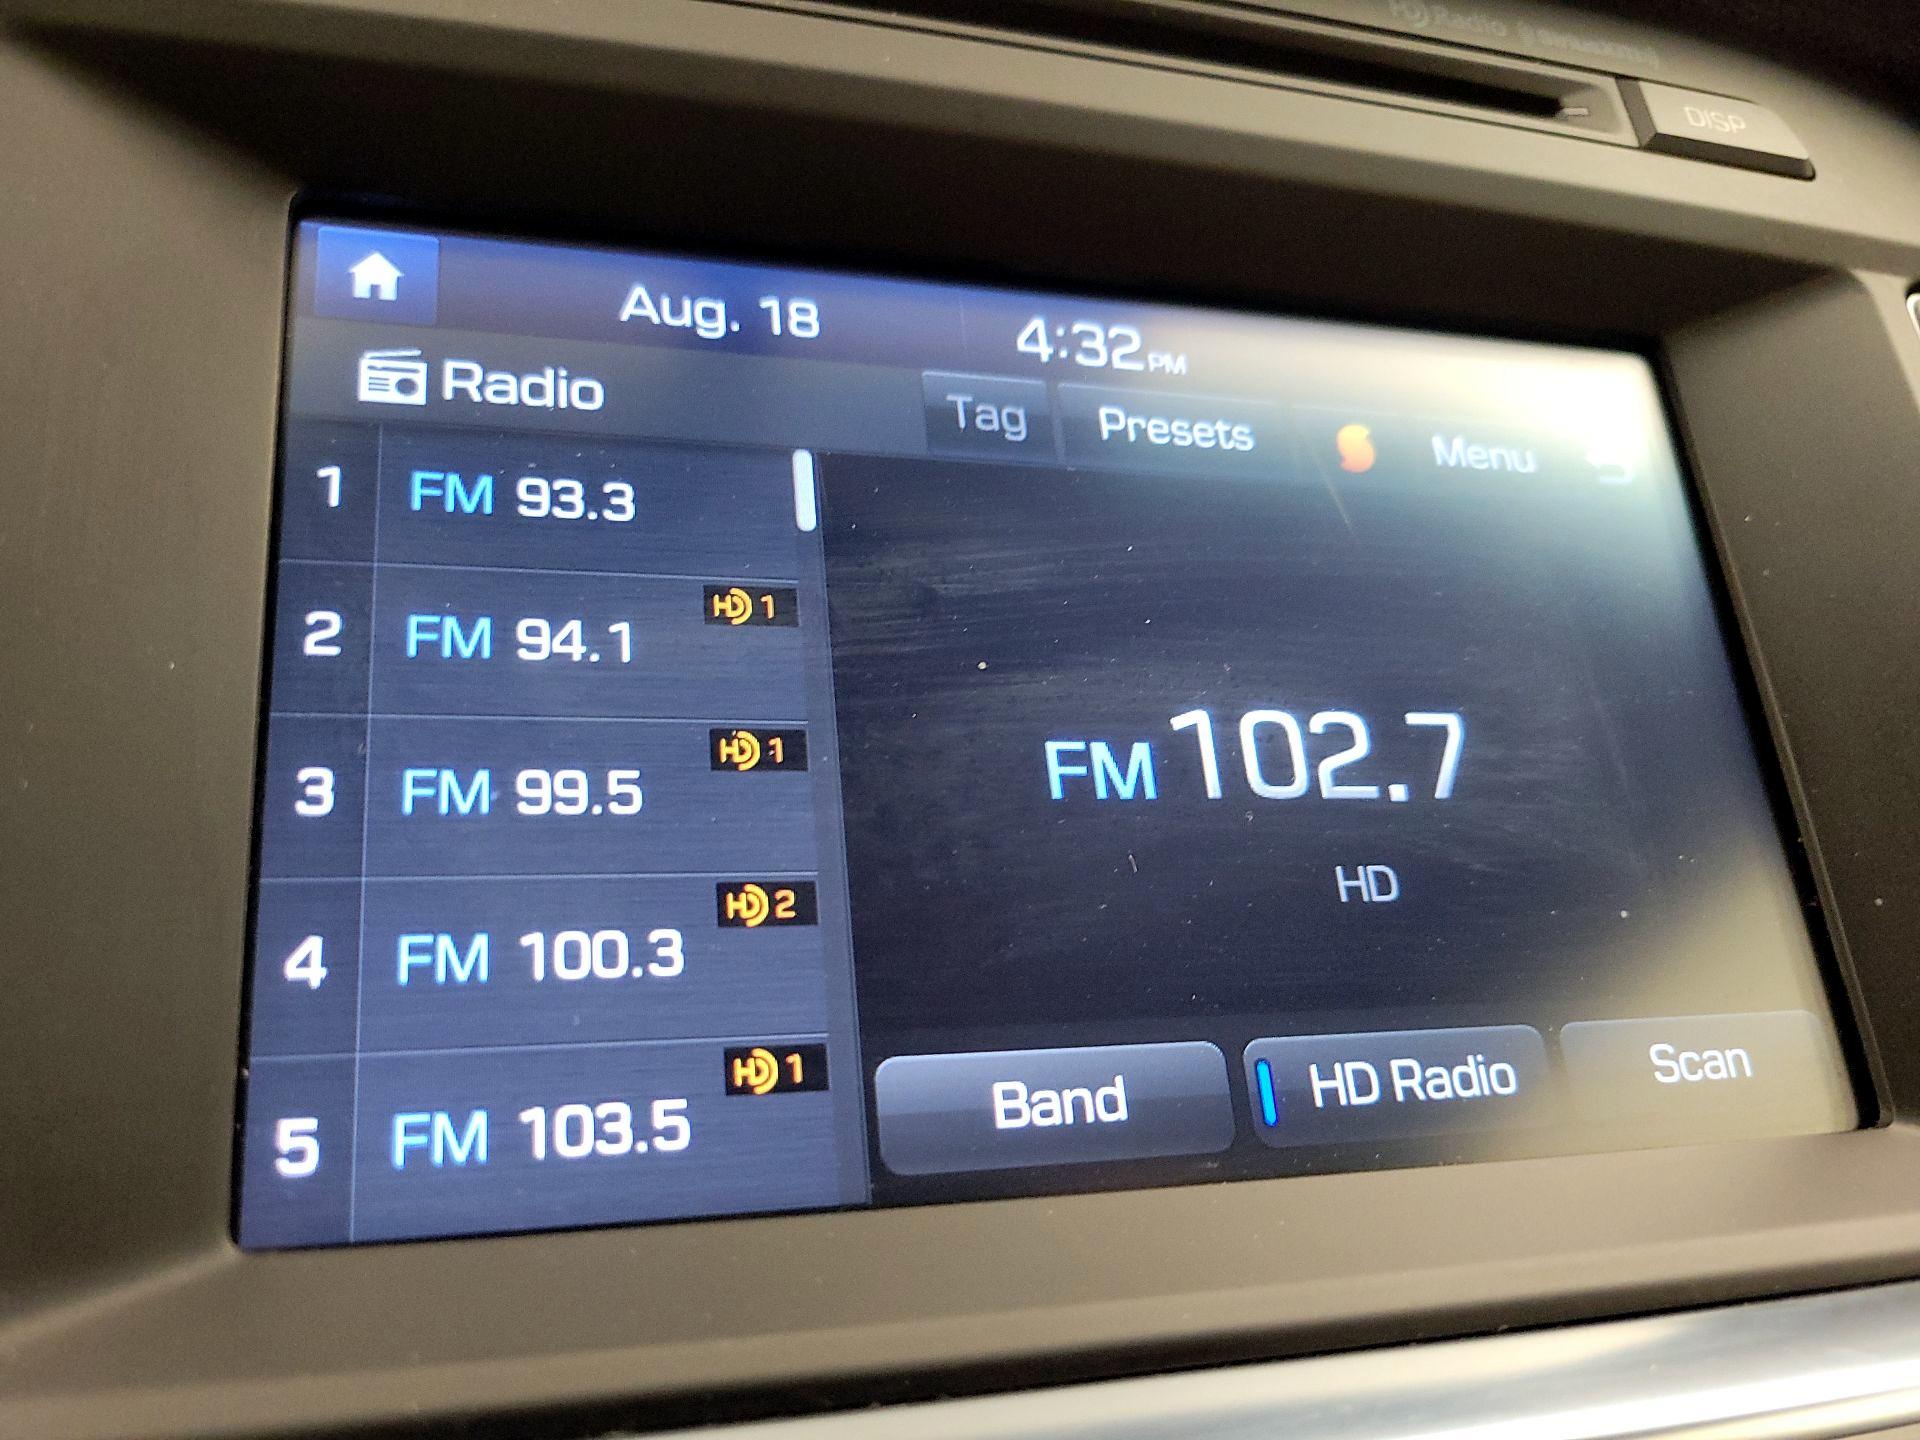 DISP
Aug. 18
4:32 PM
Radio
Tag
Presets
Menu
1 FM 93.3
2 FM 94.1 HD 1
3 FM 99.5 HD 1
4 FM 100.3 HD 2
5 FM 103.5 HD 1
FM 102.7
HD
Band
HD Radio
Scan